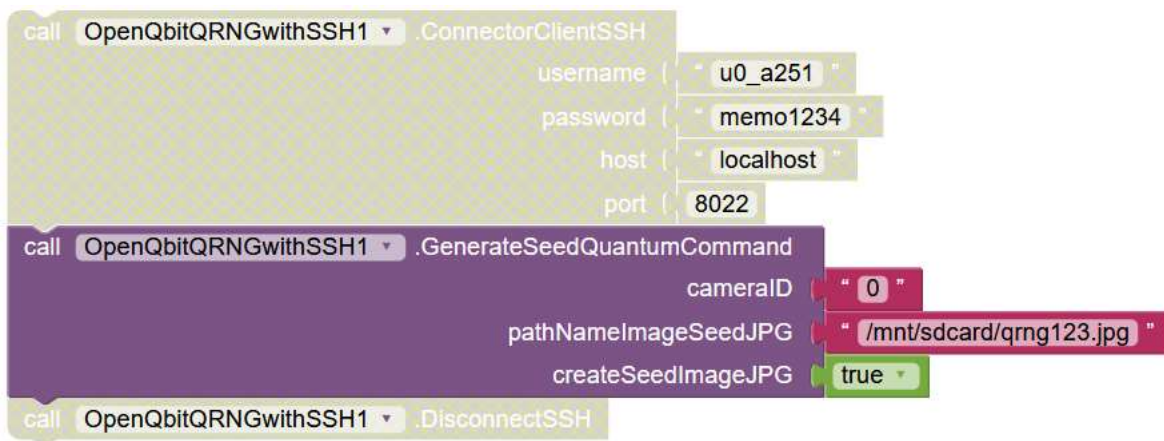 call OpenQbitQRNGwithSSH1 .ConnectorClientSSH
username " u0_a251 "
password " memo1234 "
host " localhost "
port 8022
call OpenQbitQRNGwithSSH1 .GenerateSeedQuantumCommand
cameraID " 0 "
pathNameImageSeedJPG " /mnt/sdcard/qrng123.jpg "
createSeedImageJPG true
call OpenQbitQRNGwithSSH1 .DisconnectSSH